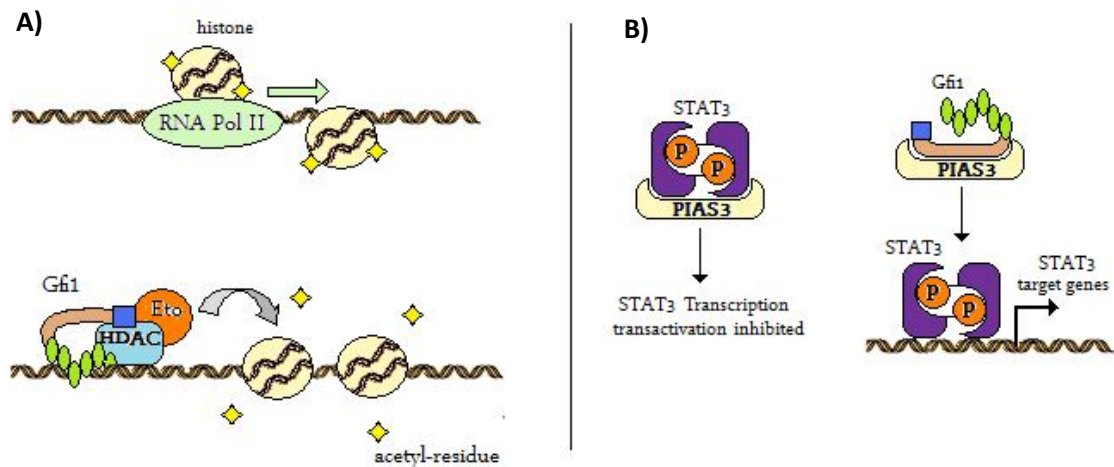 A)
histone
RNA Pol II
Gfi1
Eto
HDAC
acetyl-residue
B)
STAT3
P
P
PIAS3
STAT3 Transcription
transactivation inhibited
Gfi1
PIAS3
STAT3
P
P
STAT3
target genes